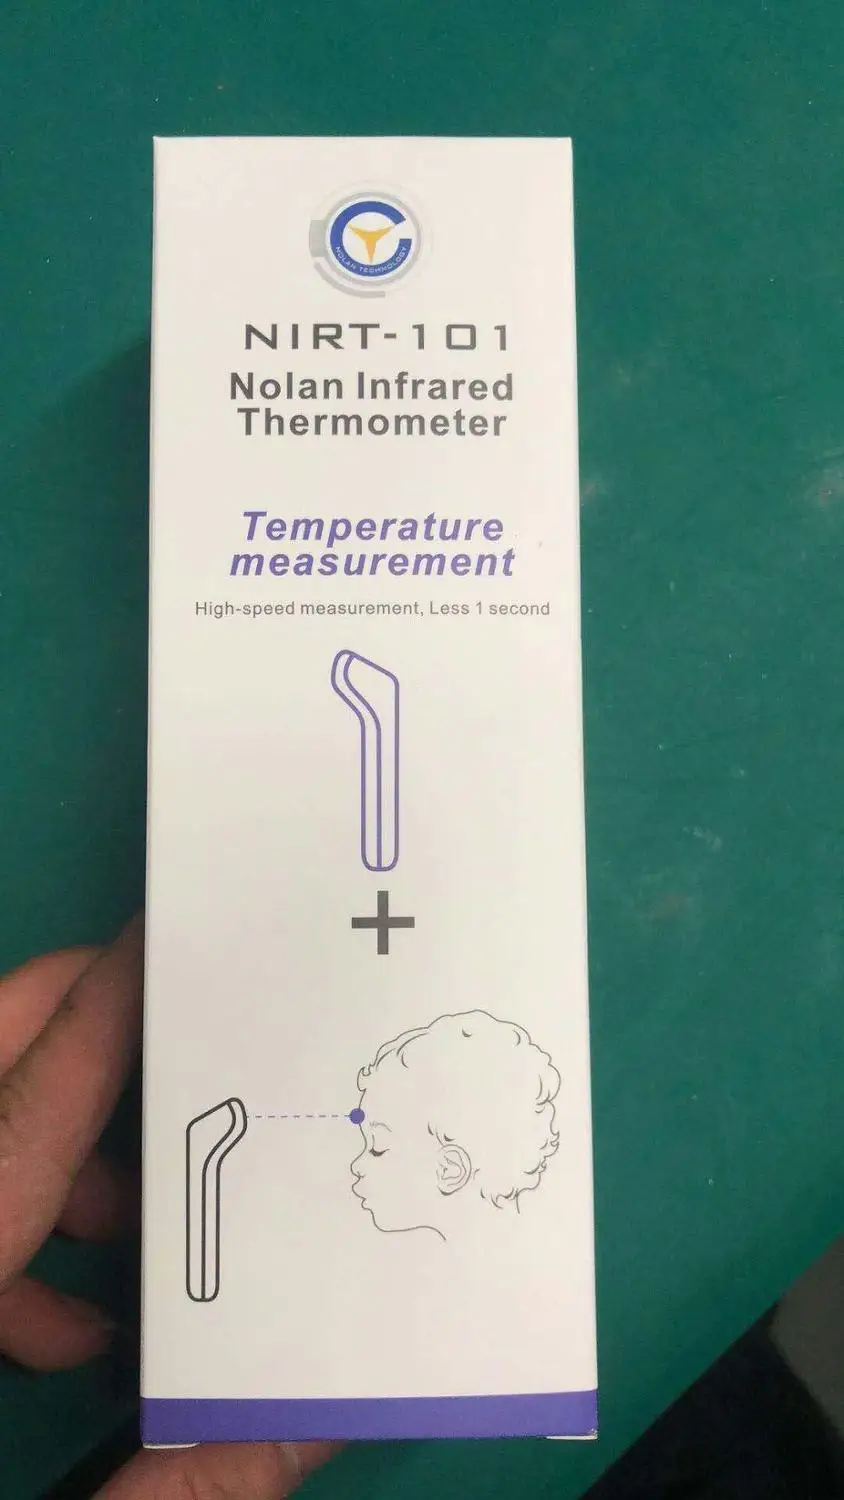 NOLAN TECHNOLOGY
NIRT-101
Nolan Infrared
Thermometer
Temperature
measurement
High-speed measurement, Less 1 second